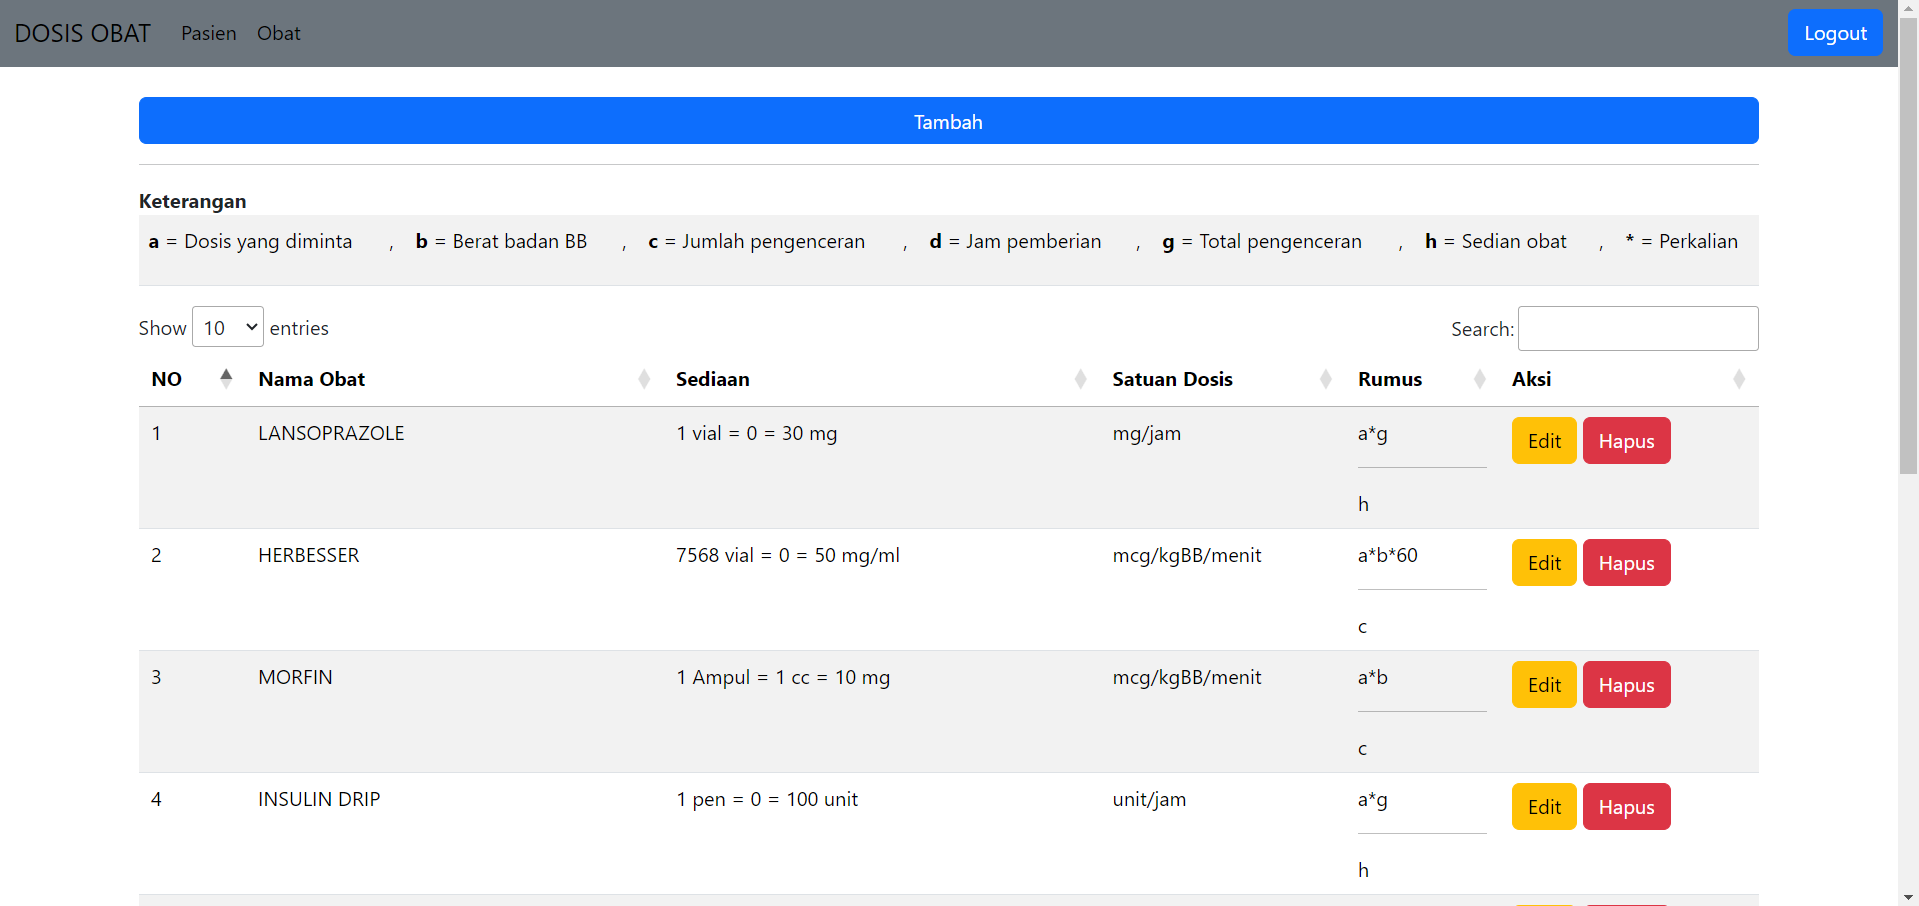 DOSIS OBAT Pasien Obat Logout
Tambah
Keterangan
a = Dosis yang diminta , b = Berat badan BB , c = Jumlah pengenceran , d = Jam pemberian , g = Total pengenceran , h = Sedian obat , * = Perkalian
Show 10 entries Search:
NO Nama Obat Sediaan Satuan Dosis Rumus Aksi
1 LANSOPRAZOLE 1 vial = 0 = 30 mg mg/jam a*g Edit Hapus
h
2 HERBESSER 7568 vial = 0 = 50 mg/ml mcg/kgBB/menit a*b*60 Edit Hapus
c
3 MORFIN 1 Ampul = 1 cc = 10 mg mcg/kgBB/menit a*b Edit Hapus
c
4 INSULIN DRIP 1 pen = 0 = 100 unit unit/jam a*g Edit Hapus
h